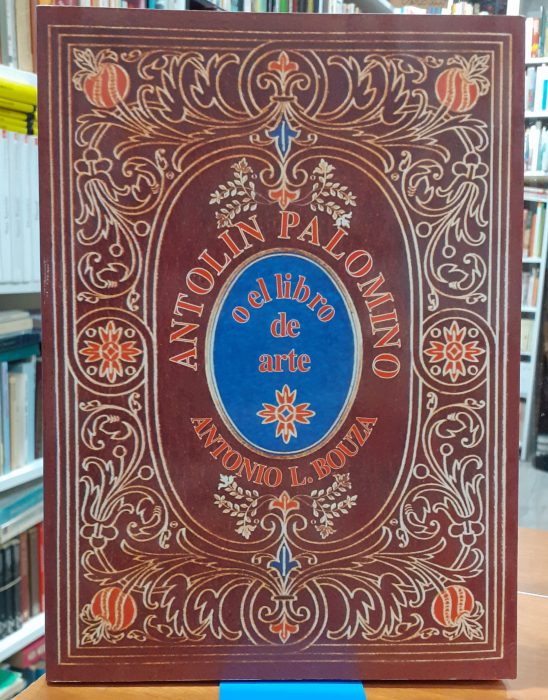 ANTOLIN PALOMINO
o el libro
de
arte
ANTONIO L. BOUZA